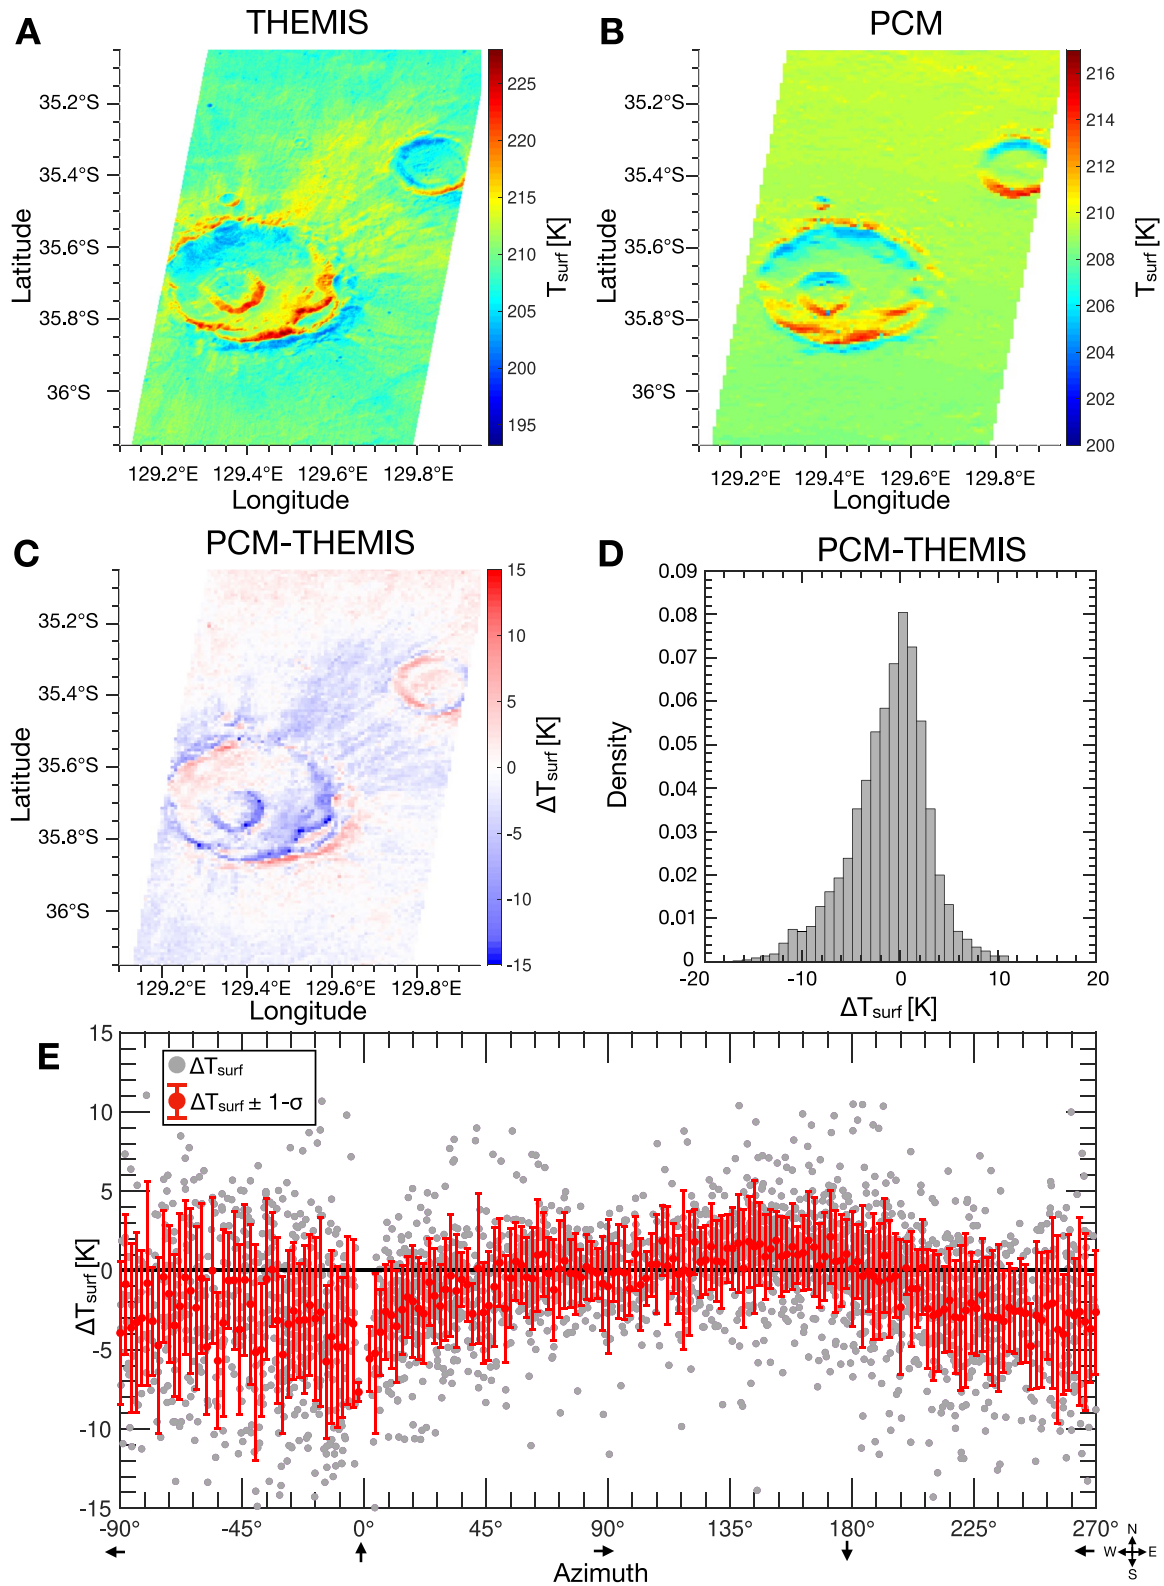 A
THEMIS
35.2°S
35.4°S
35.6°S
35.8°S
36°S
Latitude
129.2°E 129.4°E 129.6°E 129.8°E
Longitude
225
220
215
210
205
200
195
Tsurf [K]
B
PCM
35.2°S
35.4°S
35.6°S
35.8°S
36°S
Latitude
129.2°E 129.4°E 129.6°E 129.8°E
Longitude
216
214
212
210
208
206
204
202
200
Tsurf [K]
C
PCM-THEMIS
35.2°S
35.4°S
35.6°S
35.8°S
36°S
Latitude
129.2°E 129.4°E 129.6°E 129.8°E
Longitude
15
10
5
0
-5
-10
-15
ΔTsurf [K]
D
PCM-THEMIS
0.09
0.08
0.07
0.06
0.05
0.04
0.03
0.02
0.01
0
Density
-20 -10 0 10 20
ΔTsurf [K]
E
ΔTsurf
ΔTsurf ± 1-σ
15
10
5
0
-5
-10
-15
ΔTsurf [K]
-90° -45° 0° 45° 90° 135° 180° 225° 270°
Azimuth
N
W E
S